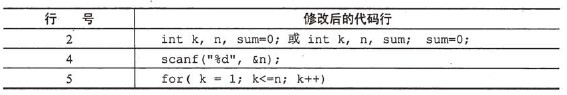 行 号 修改后的代码行
2 int k, n, sum=0; 或 int k, n, sum; sum=0;
4 scanf("%d", &n);
5 for( k = 1; k<=n; k++)